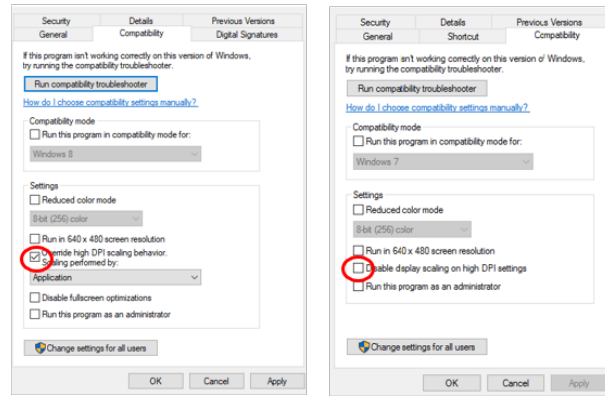 Security Details Previous Versions
General Compatibility Digital Signatures
If this program isn't working correctly on this version of Windows,
try running the compatibility troubleshooter.
Run compatibility troubleshooter
How do I choose compatibility settings manually?
Compatibility mode
Run this program in compatibility mode for:
Windows 8
Settings
Reduced color mode
8-bit (256) color
Run in 640 x 480 screen resolution
Override high DPI scaling behavior.
Scaling performed by:
Application
Disable fullscreen optimizations
Run this program as an administrator
Change settings for all users
OK Cancel Apply
Security Details Previous Versions
General Shortcut Compatibility
If this program isn't working correctly on this version of Windows,
try running the compatibility troubleshooter.
Run compatibility troubleshooter
How do I choose compatibility settings manually?
Compatibility mode
Run this program in compatibility mode for:
Windows 7
Settings
Reduced color mode
8-bit (256) color
Run in 640 x 480 screen resolution
Disable display scaling on high DPI settings
Run this program as an administrator
Change settings for all users
OK Cancel Apply